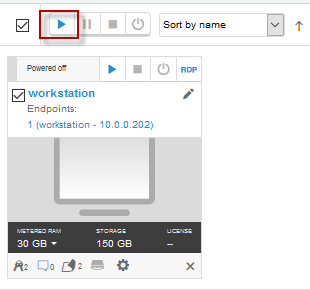 Sort by name
Powered off
RDP
workstation
Endpoints:
1 (workstation - 10.0.0.202)
METERED RAM STORAGE LICENSE
30 GB 150 GB --
2 0 2